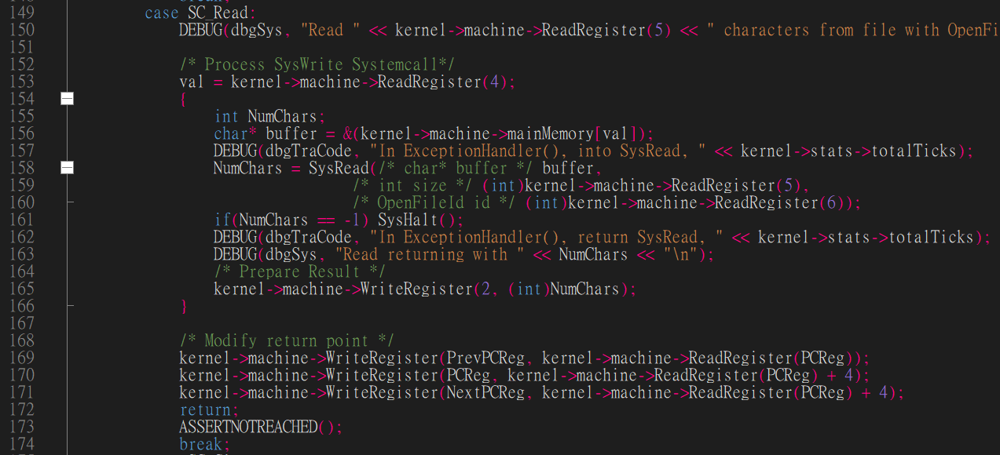 149 case SC_Read:
150 DEBUG(dbgSys, "Read " << kernel->machine->ReadRegister(5) << " characters from file with OpenFi
151
152 /* Process SysWrite Systemcall*/
153 val = kernel->machine->ReadRegister(4);
154 {
155 int NumChars;
156 char* buffer = &(kernel->machine->mainMemory[val]);
157 DEBUG(dbgTraCode, "In ExceptionHandler(), into SysRead, " << kernel->stats->totalTicks);
158 NumChars = SysRead(/* char* buffer */ buffer,
159 /* int size */ (int)kernel->machine->ReadRegister(5),
160 /* OpenFileId id */ (int)kernel->machine->ReadRegister(6));
161 if(NumChars == -1) SysHalt();
162 DEBUG(dbgTraCode, "In ExceptionHandler(), return SysRead, " << kernel->stats->totalTicks);
163 DEBUG(dbgSys, "Read returning with " << NumChars << "\n");
164 /* Prepare Result */
165 kernel->machine->WriteRegister(2, (int)NumChars);
166 }
167
168 /* Modify return point */
169 kernel->machine->WriteRegister(PrevPCReg, kernel->machine->ReadRegister(PCReg));
170 kernel->machine->WriteRegister(PCReg, kernel->machine->ReadRegister(PCReg) + 4);
171 kernel->machine->WriteRegister(NextPCReg, kernel->machine->ReadRegister(PCReg) + 4);
172 return;
173 ASSERTNOTREACHED();
174 break;